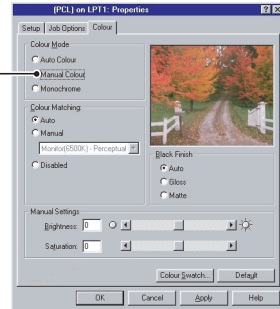 (PCL) on LPT1: Properties
Setup Job Options Colour
Colour Mode
Auto Colour
Manual Colour
Monochrome
Colour Matching:
Auto
Manual
Monitor(6500K) - Perceptual
Disabled
Black Finish
Auto
Gloss
Matte
Manual Settings
Brightness: 0
Saturation: 0
Colour Swatch... Default
OK Cancel Apply Help